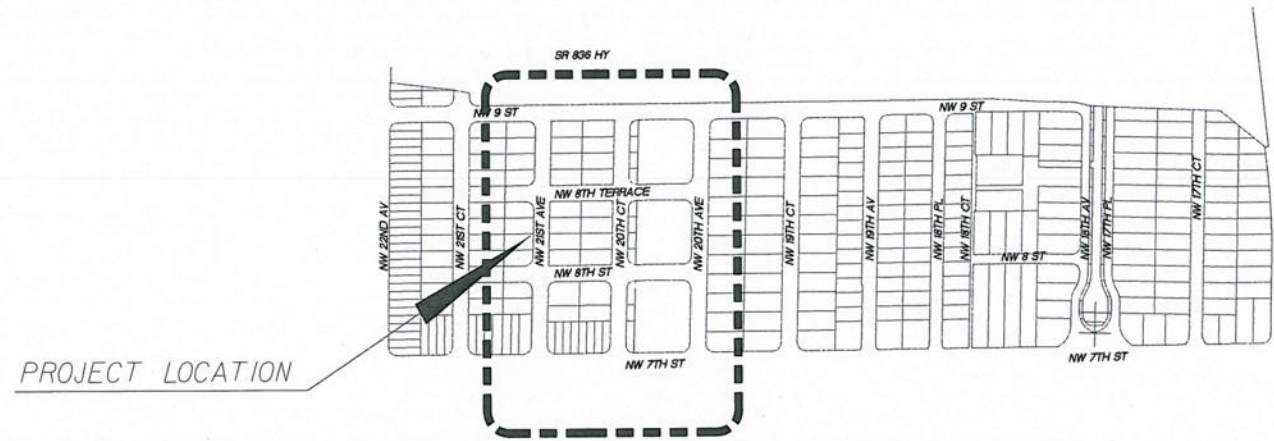 SR 836 HY
NW 9 ST
NW 9 ST
NW 8TH TERRACE
NW 22ND AV
NW 21ST CT
NW 21ST AVE
NW 20TH CT
NW 20TH AVE
NW 19TH CT
NW 19TH AV
NW 18TH PL
NW 18TH CT
NW 18TH AV
NW 17TH PL
NW 17TH CT
NW 8TH ST
NW 8 ST
NW 7TH ST
NW 7TH ST
PROJECT LOCATION